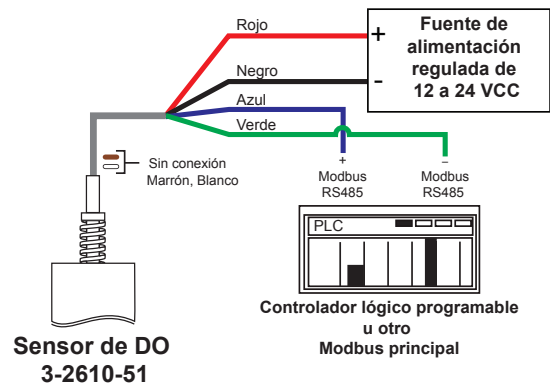 Rojo
+
Fuente de
alimentación
regulada de
12 a 24 VCC
Negro
-
Azul
Verde
Sin conexión
Marrón, Blanco
+
Modbus
RS485
–
Modbus
RS485
PLC
Controlador lógico programable
u otro
Modbus principal
Sensor de DO
3-2610-51